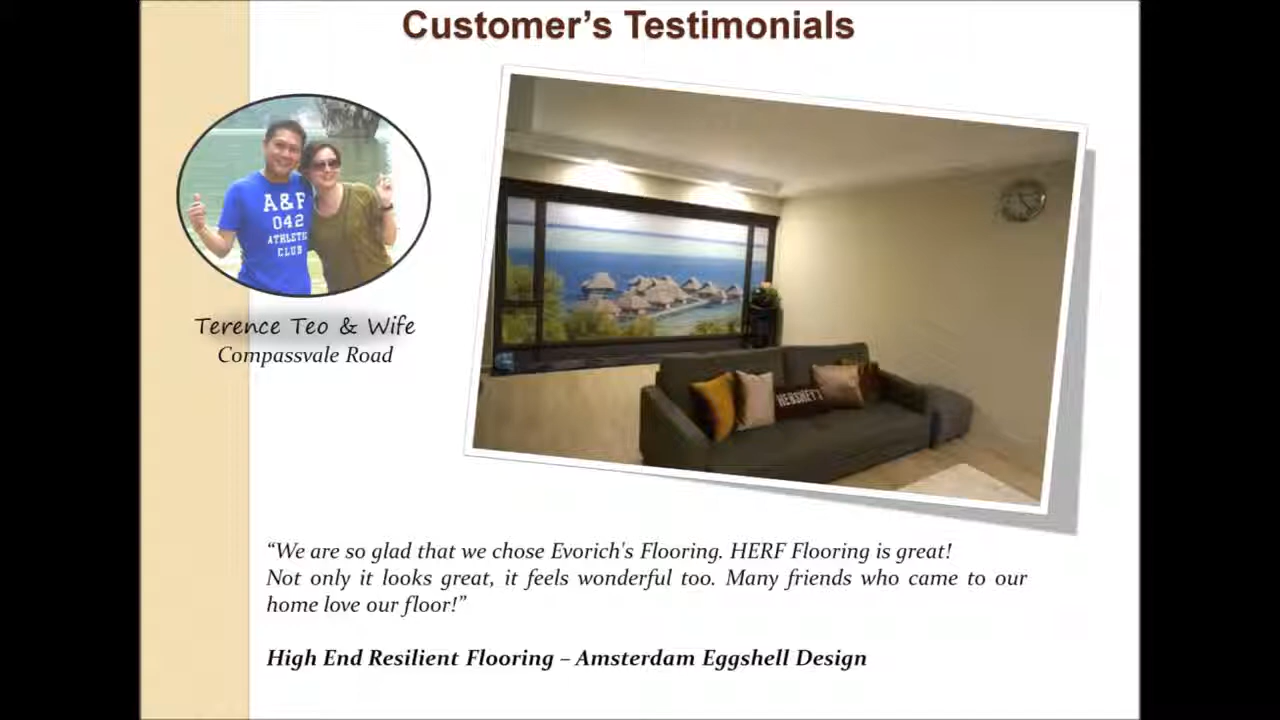 Customer's Testimonials
A&F
042
ATHLETIC
CLUB
Terence Teo & Wife
Compassvale Road
HERSHEY'S
“We are so glad that we chose Evorich's Flooring. HERF Flooring is great!
Not only it looks great, it feels wonderful too. Many friends who came to our
home love our floor!”
High End Resilient Flooring – Amsterdam Eggshell Design